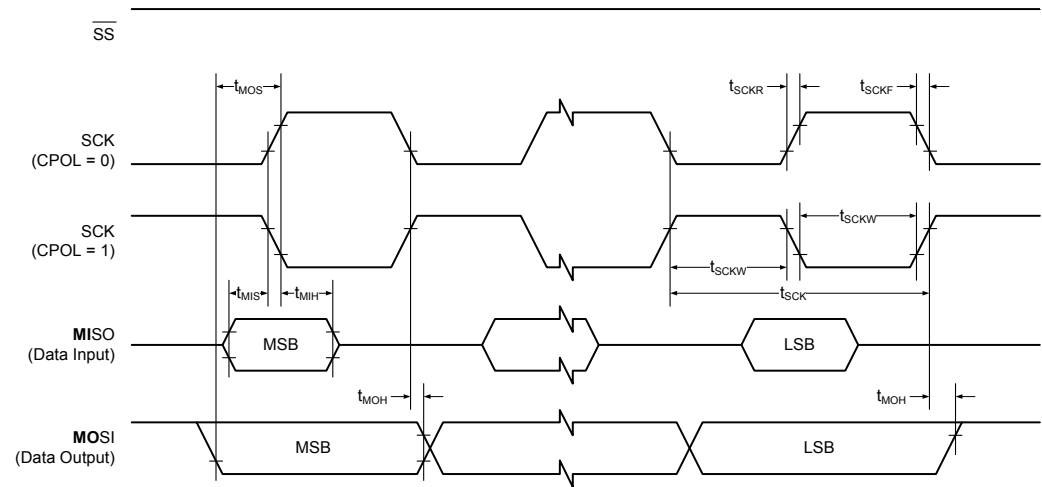 SS
tMOS
tSCKR
tSCKF
SCK
(CPOL = 0)
SCK
(CPOL = 1)
tSCKW
tSCKW
tSCK
tMIS
tMIH
MISO
(Data Input)
MSB
LSB
tMOH
tMOH
MOSI
(Data Output)
MSB
LSB